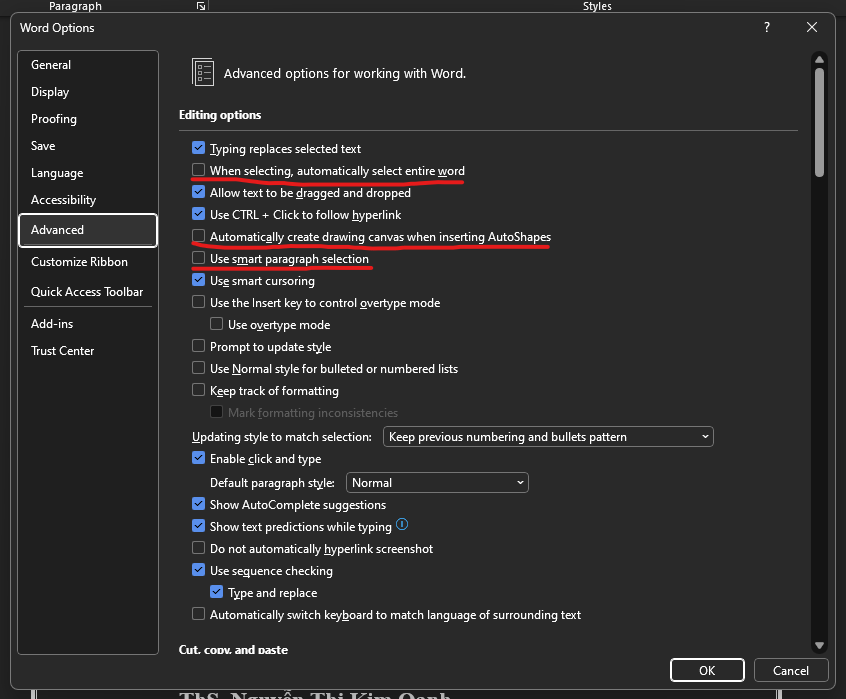 Paragraph
Styles
Word Options
?
General
Display
Proofing
Save
Language
Accessibility
Advanced
Customize Ribbon
Quick Access Toolbar
Add-ins
Trust Center
Advanced options for working with Word.
Editing options
Typing replaces selected text
When selecting, automatically select entire word
Allow text to be dragged and dropped
Use CTRL + Click to follow hyperlink
Automatically create drawing canvas when inserting AutoShapes
Use smart paragraph selection
Use smart cursoring
Use the Insert key to control overtype mode
Use overtype mode
Prompt to update style
Use Normal style for bulleted or numbered lists
Keep track of formatting
Mark formatting inconsistencies
Updating style to match selection: Keep previous numbering and bullets pattern
Enable click and type
Default paragraph style: Normal
Show AutoComplete suggestions
Show text predictions while typing
Do not automatically hyperlink screenshot
Use sequence checking
Type and replace
Automatically switch keyboard to match language of surrounding text
Cut, copy, and paste
OK
Cancel
ThS. Nguyễn Thị Kim Oanh